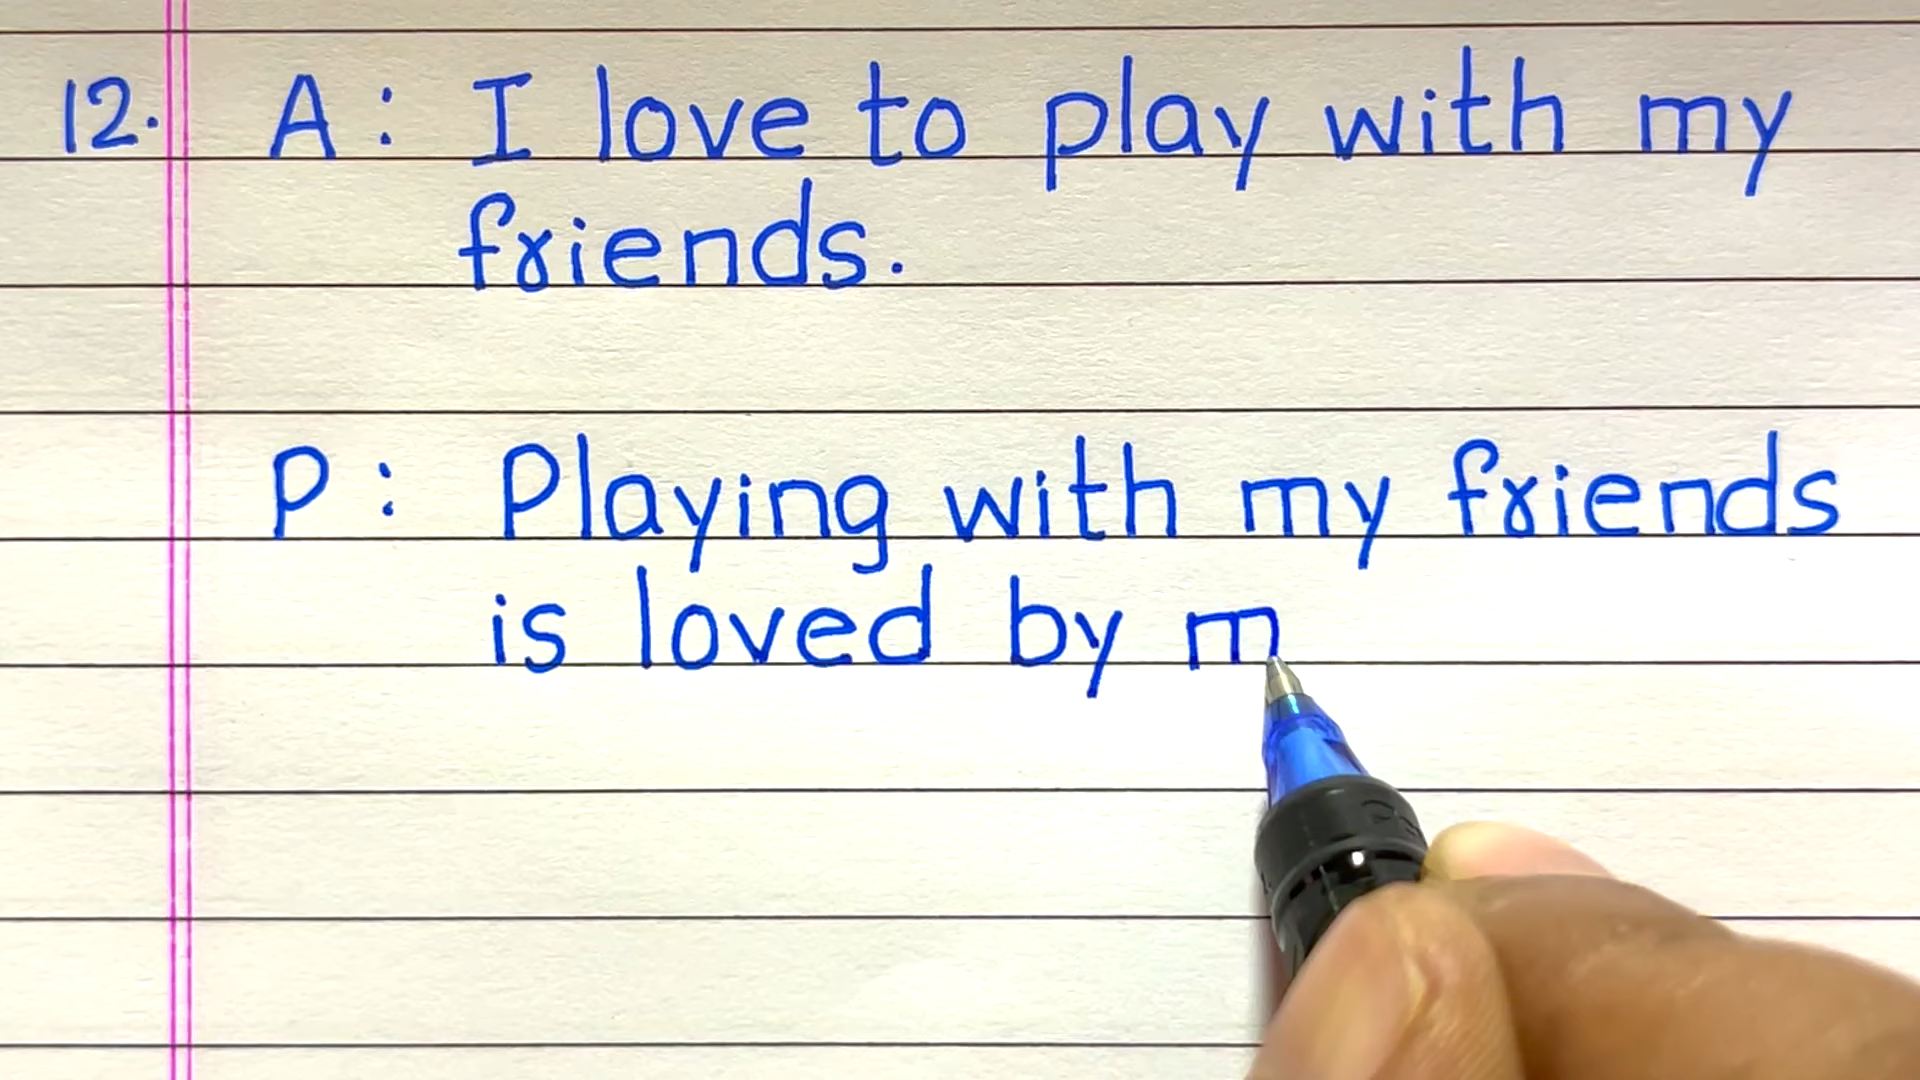 12. A: I love to play with my
friends.
P: Playing with my friends
is loved by m